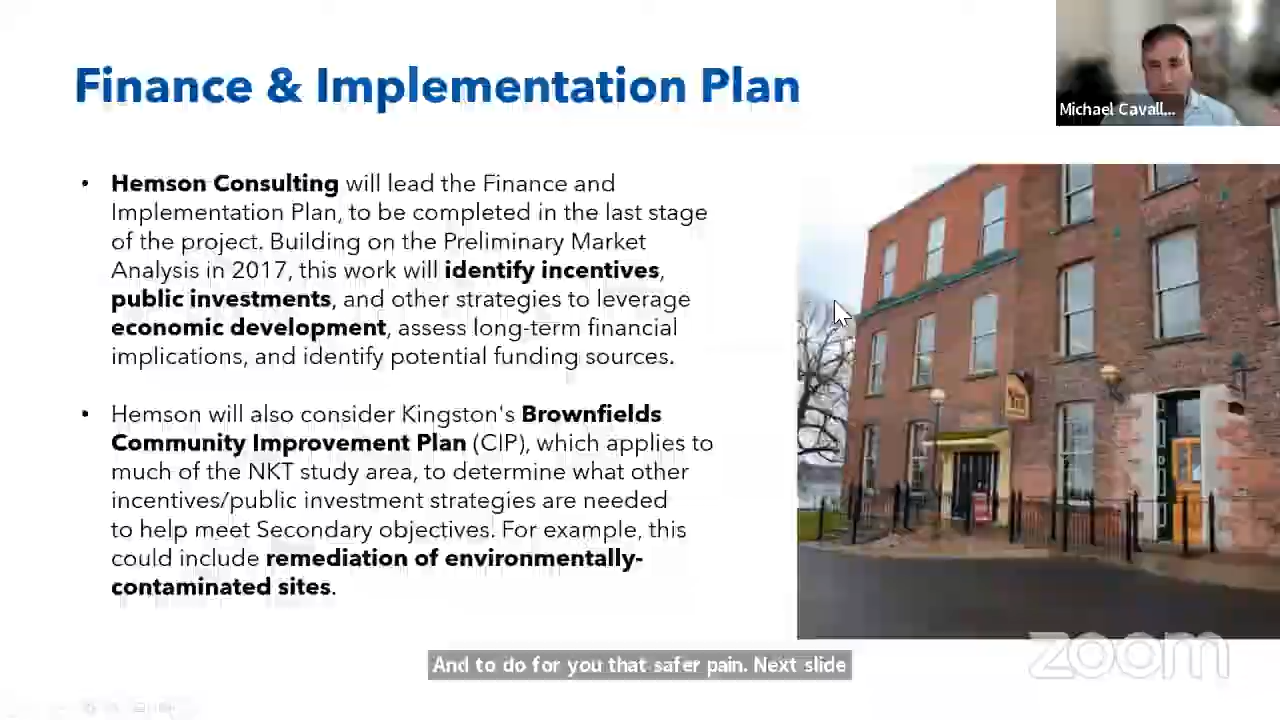 Finance & Implementation Plan
Michael Cavall...
• Hemson Consulting will lead the Finance and
Implementation Plan, to be completed in the last stage
of the project. Building on the Preliminary Market
Analysis in 2017, this work will identify incentives,
public investments, and other strategies to leverage
economic development, assess long-term financial
implications, and identify potential funding sources.
• Hemson will also consider Kingston's Brownfields
Community Improvement Plan (CIP), which applies to
much of the NKT study area, to determine what other
incentives/public investment strategies are needed
to help meet Secondary objectives. For example, this
could include remediation of environmentally-
contaminated sites.
And to do for you that safer pain. Next slide
zoom